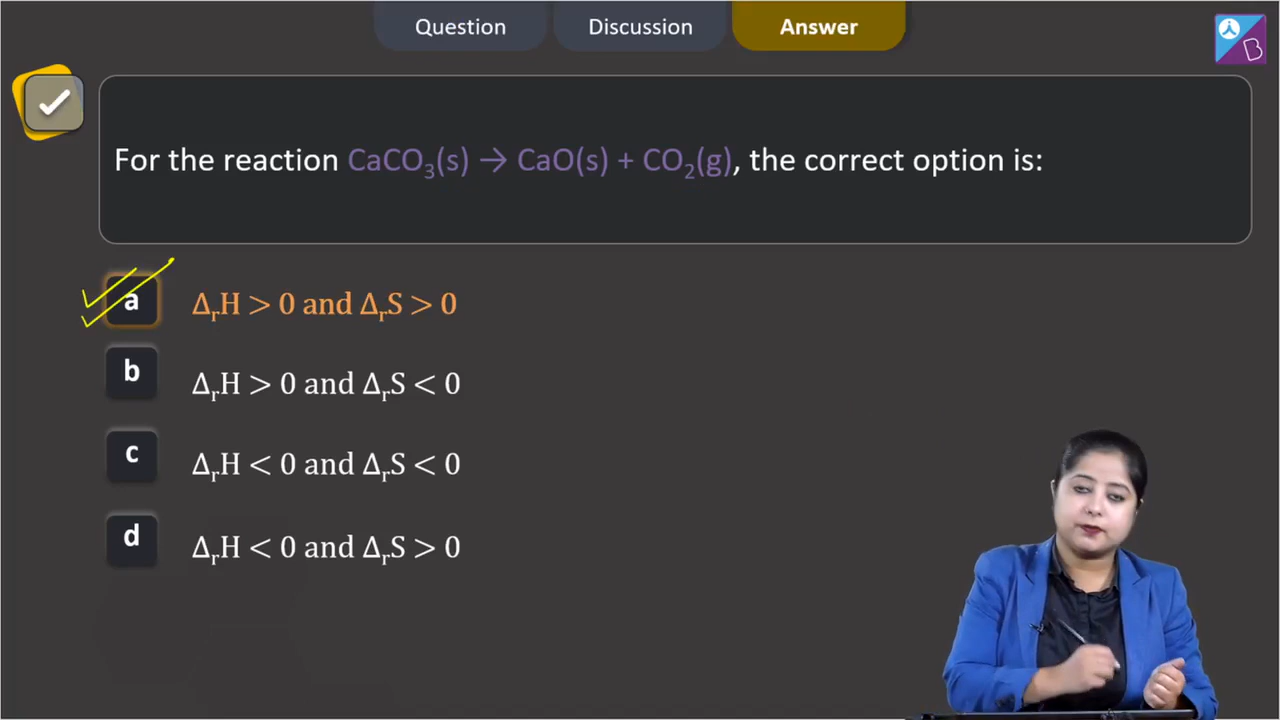 Question Discussion Answer
B
For the reaction CaCO₃(s) → CaO(s) + CO₂(g), the correct option is:
a ΔᵣH > 0 and ΔᵣS > 0
b ΔᵣH > 0 and ΔᵣS < 0
c ΔᵣH < 0 and ΔᵣS < 0
d ΔᵣH < 0 and ΔᵣS > 0